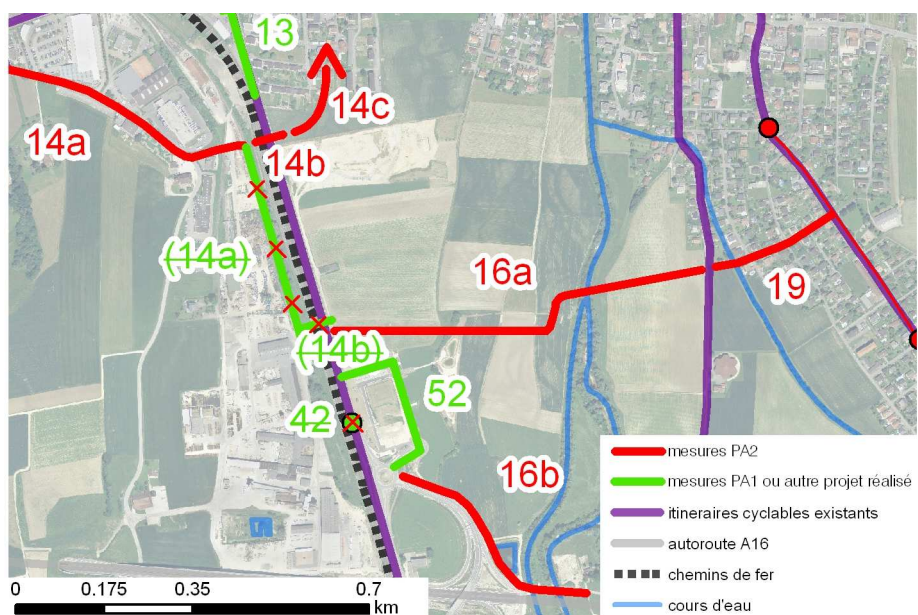 13
14c
14a
14b
(14a)
16a
19
(14b)
52
42
16b
mesures PA2
mesures PA1 ou autre projet réalisé
itineraires cyclables existants
autoroute A16
chemins de fer
cours d'eau
0 0.175 0.35 0.7
km